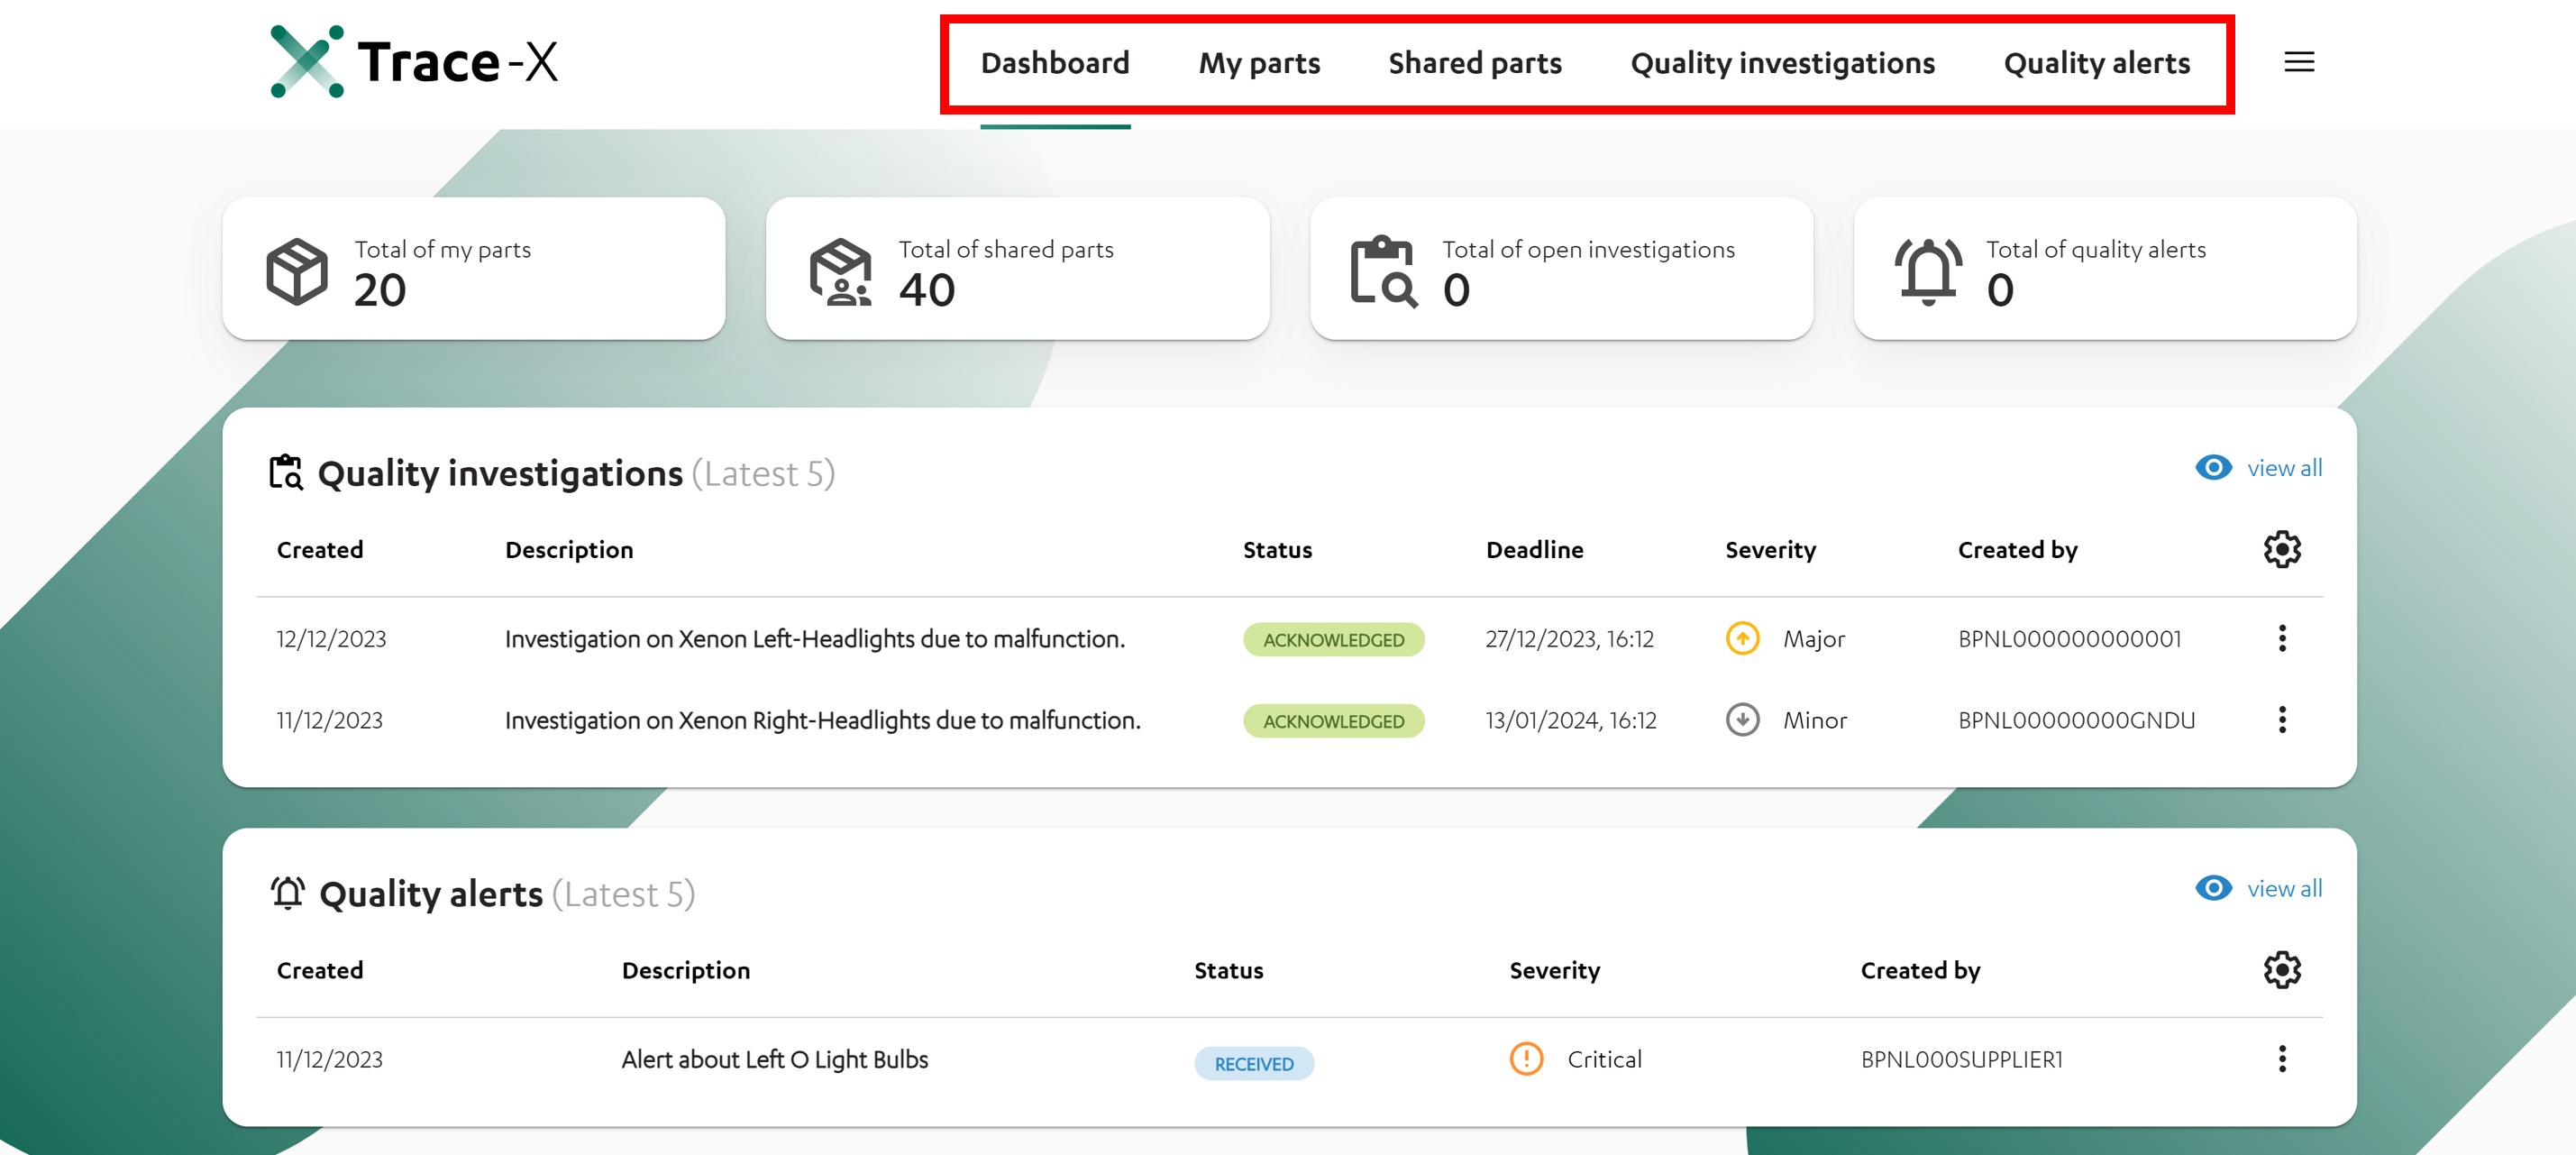 Trace-X
Dashboard My parts Shared parts Quality investigations Quality alerts
Total of my parts
20
Total of shared parts
40
Total of open investigations
0
Total of quality alerts
0
Quality investigations (Latest 5)
view all
Created Description Status Deadline Severity Created by
12/12/2023 Investigation on Xenon Left-Headlights due to malfunction. ACKNOWLEDGED 27/12/2023, 16:12 Major BPNL000000000001
11/12/2023 Investigation on Xenon Right-Headlights due to malfunction. ACKNOWLEDGED 13/01/2024, 16:12 Minor BPNL00000000GNDU
Quality alerts (Latest 5)
view all
Created Description Status Severity Created by
11/12/2023 Alert about Left O Light Bulbs RECEIVED Critical BPNL000SUPPLIER1